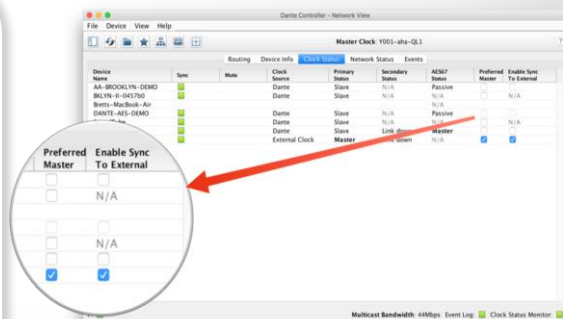 Dante Controller - Network View
File Device View Help
Master Clock: Y001-aha-QL1
?
Routing Device Info Clock Status Network Status Events
Device Name Sync Mute Clock Source Primary Status Secondary Status AES67 Status Preferred Master Enable Sync To External
AA-BROOKLYN-DEMO Dante Slave N/A Passive
BKLYN-II-0457b0 Dante Slave N/A N/A N/A
Bretts-MacBook-Air N/A
DANTE-AES-DEMO Dante Slave N/A Passive
Dante Slave N/A N/A N/A
Dante Slave Link down Master
External Clock Master down N/A
Preferred Master Enable Sync To External
N/A
N/A
Multicast Bandwidth: 44Mbps Event Log: Clock Status Monitor: